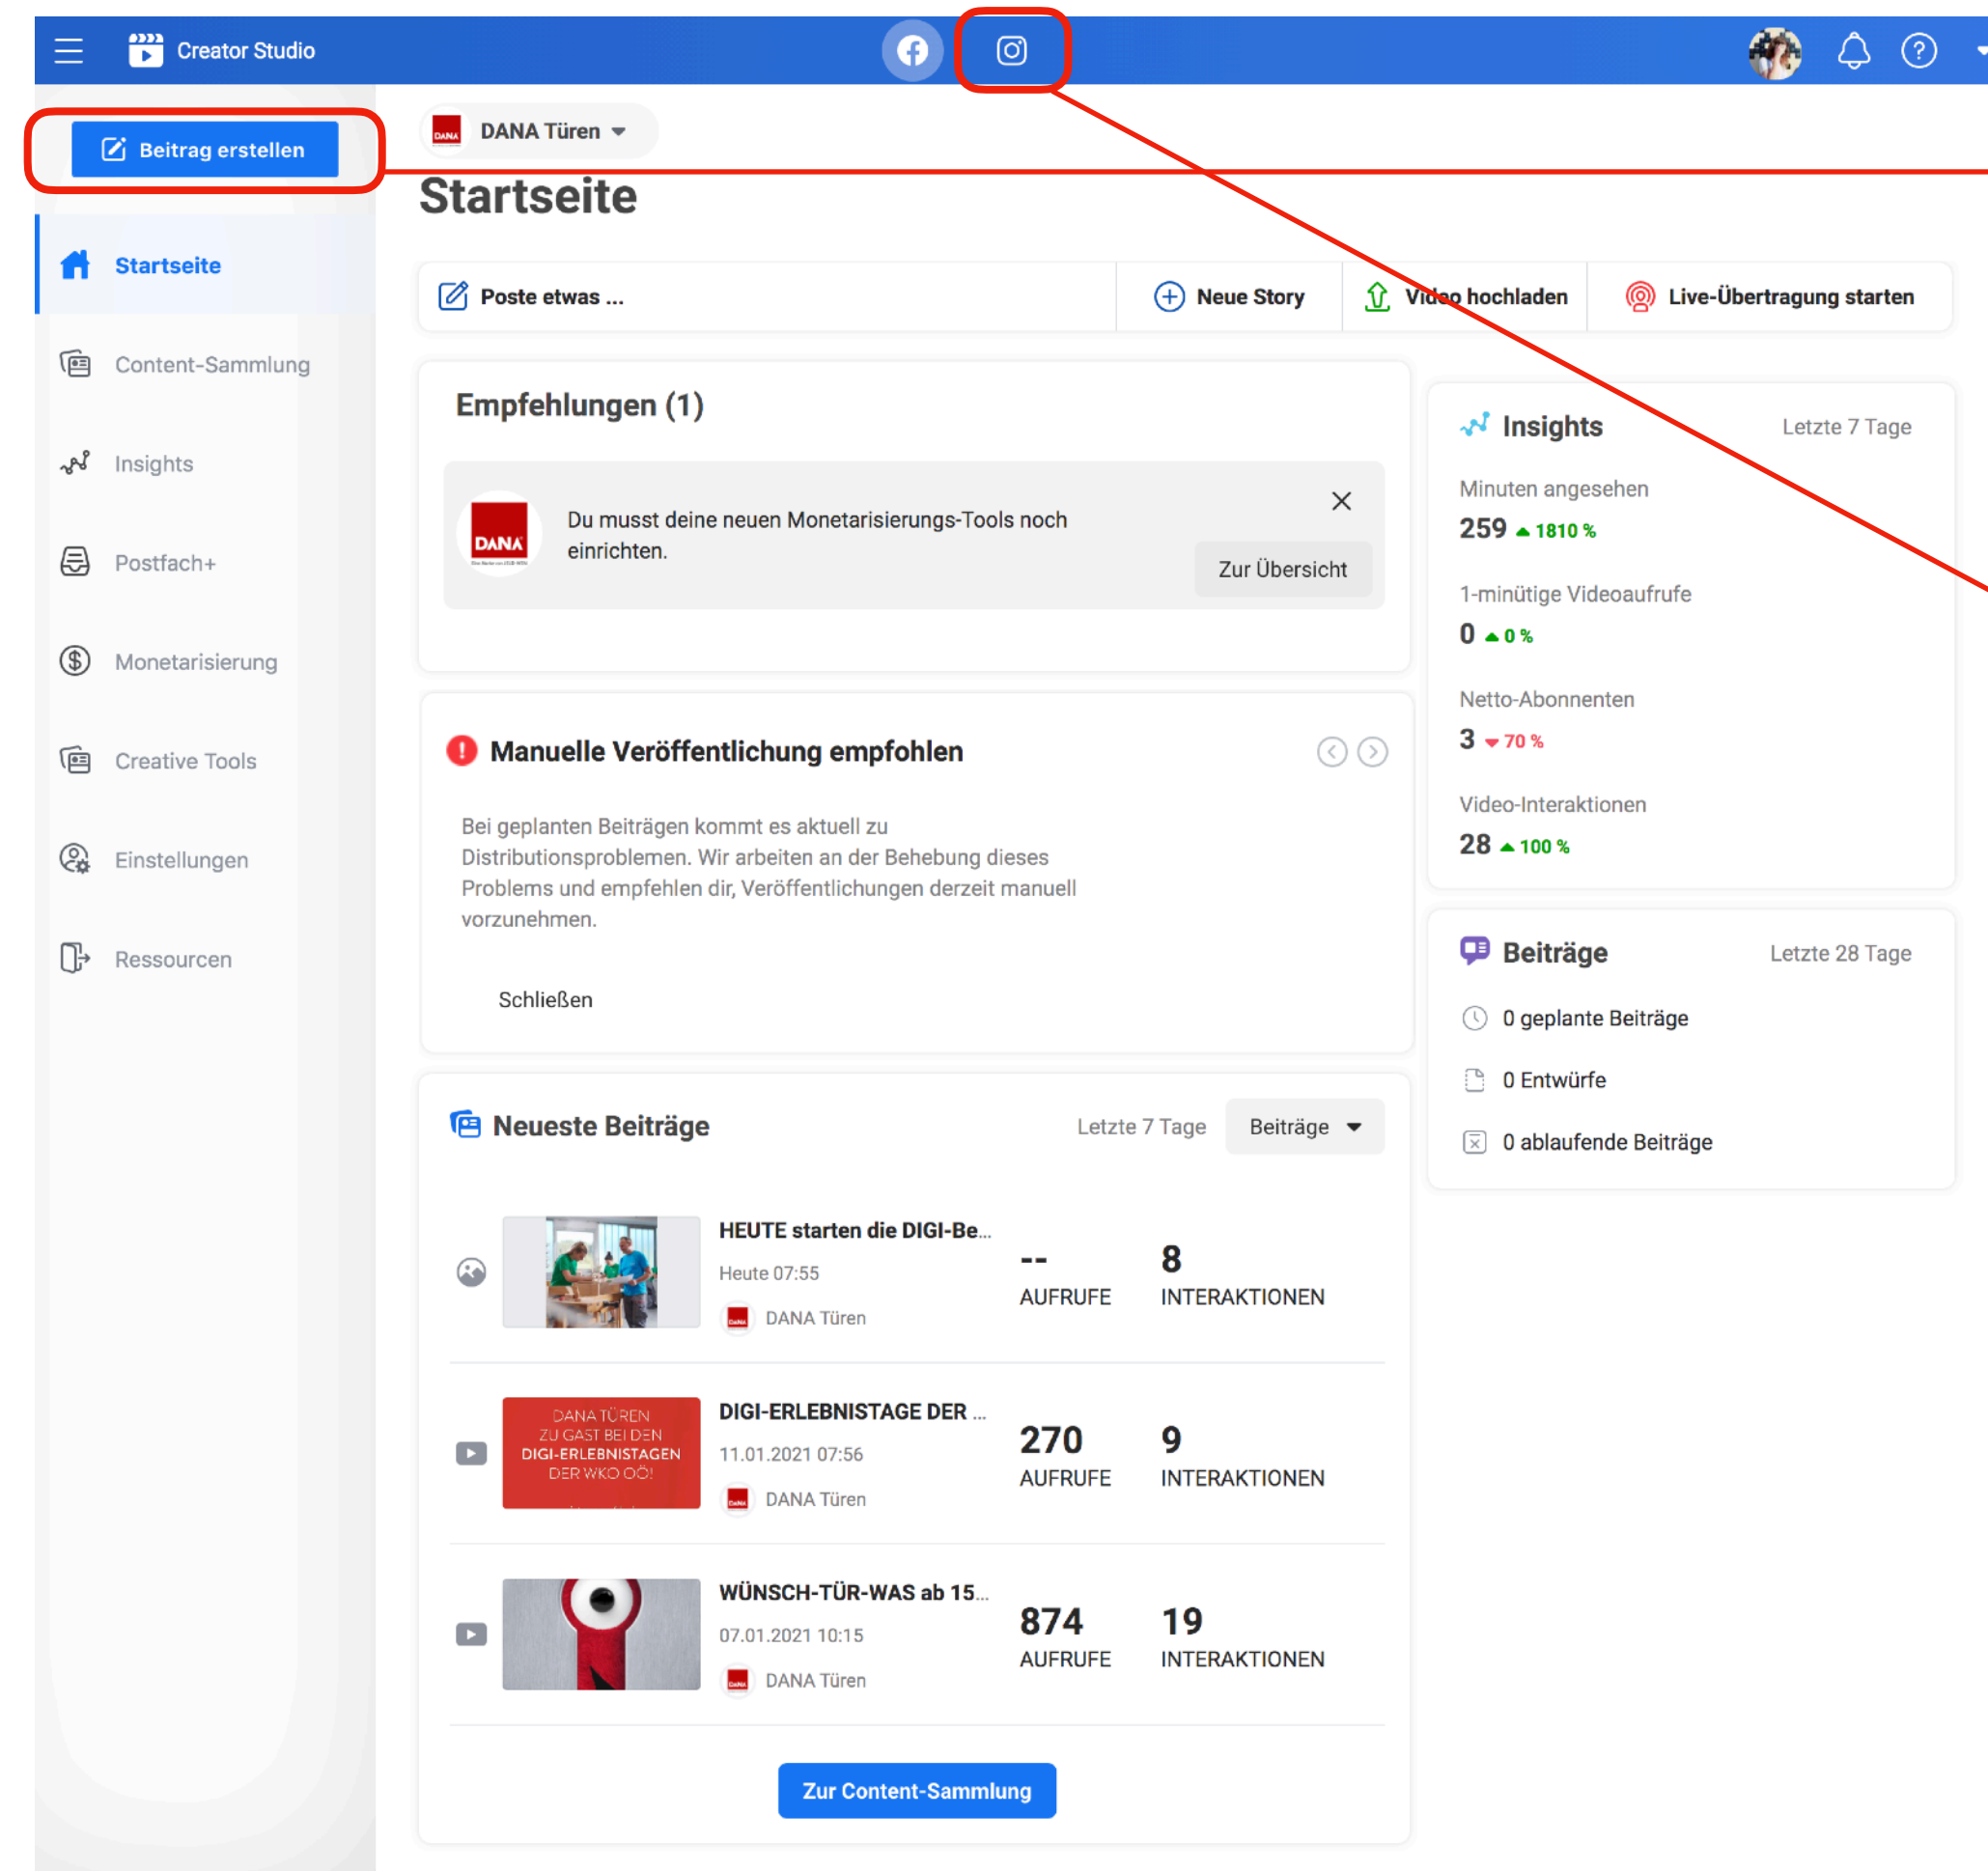 Creator Studio
Beitrag erstellen
Startseite
Content-Sammlung
Insights
Postfach+
Monetarisierung
Creative Tools
Einstellungen
Ressourcen
DANA
DANA Türen
Startseite
Poste etwas ...
Neue Story
Video hochladen
Live-Übertragung starten
Empfehlungen (1)
DANA
Du musst deine neuen Monetarisierungs-Tools noch
einrichten.
Zur Übersicht
Manuelle Veröffentlichung empfohlen
Bei geplanten Beiträgen kommt es aktuell zu
Distributionsproblemen. Wir arbeiten an der Behebung dieses
Problems und empfehlen dir, Veröffentlichungen derzeit manuell
vorzunehmen.
Schließen
Neueste Beiträge
Letzte 7 Tage
Beiträge
HEUTE starten die DIGI-Be...
Heute 07:55
DANA Türen
--
AUFRUFE
8
INTERAKTIONEN
DANA TÜREN
ZU GAST BEI DEN
DIGI-ERLEBNISTAGEN
DER WKO OÖ!
DIGI-ERLEBNISTAGE DER ...
11.01.2021 07:56
DANA Türen
270
AUFRUFE
9
INTERAKTIONEN
WÜNSCH-TÜR-WAS ab 15...
07.01.2021 10:15
DANA Türen
874
AUFRUFE
19
INTERAKTIONEN
Zur Content-Sammlung
Insights
Letzte 7 Tage
Minuten angesehen
259 1810 %
1-minütige Videoaufrufe
0 0 %
Netto-Abonnenten
3 70 %
Video-Interaktionen
28 100 %
Beiträge
Letzte 28 Tage
0 geplante Beiträge
0 Entwürfe
0 ablaufende Beiträge